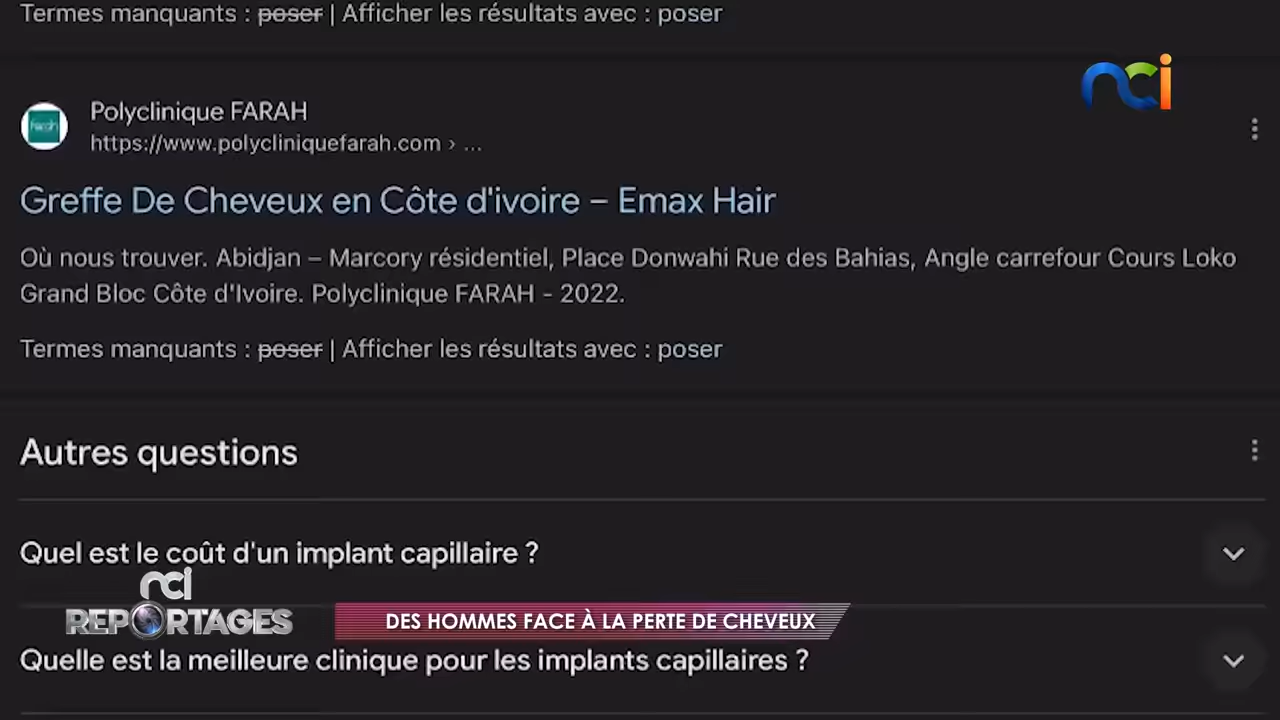 Termes manquants : poser | Afficher les résultats avec : poser
nci
farah
Polyclinique FARAH
https://www.polycliniquefarah.com › ...
Greffe De Cheveux en Côte d'ivoire – Emax Hair
Où nous trouver. Abidjan – Marcory résidentiel, Place Donwahi Rue des Bahias, Angle carrefour Cours Loko
Grand Bloc Côte d'Ivoire. Polyclinique FARAH - 2022.
Termes manquants : poser | Afficher les résultats avec : poser
Autres questions
Quel est le coût d'un implant capillaire ?
nci
REPORTAGES
DES HOMMES FACE À LA PERTE DE CHEVEUX
Quelle est la meilleure clinique pour les implants capillaires ?